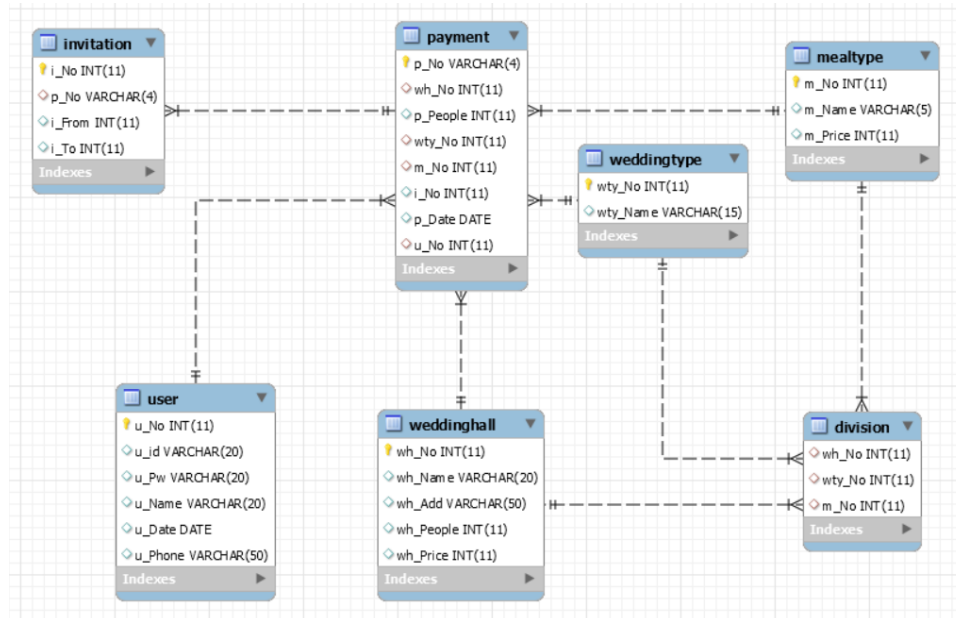 invitation
i_No INT(11)
p_No VARCHAR(4)
i_From INT(11)
i_To INT(11)
Indexes
payment
p_No VARCHAR(4)
wh_No INT(11)
p_People INT(11)
wty_No INT(11)
m_No INT(11)
i_No INT(11)
p_Date DATE
u_No INT(11)
Indexes
mealtype
m_No INT(11)
m_Name VARCHAR(5)
m_Price INT(11)
Indexes
weddingtype
wty_No INT(11)
wty_Name VARCHAR(15)
Indexes
user
u_No INT(11)
u_id VARCHAR(20)
u_Pw VARCHAR(20)
u_Name VARCHAR(20)
u_Date DATE
u_Phone VARCHAR(50)
Indexes
weddinghall
wh_No INT(11)
wh_Name VARCHAR(20)
wh_Add VARCHAR(50)
wh_People INT(11)
wh_Price INT(11)
Indexes
division
wh_No INT(11)
wty_No INT(11)
m_No INT(11)
Indexes